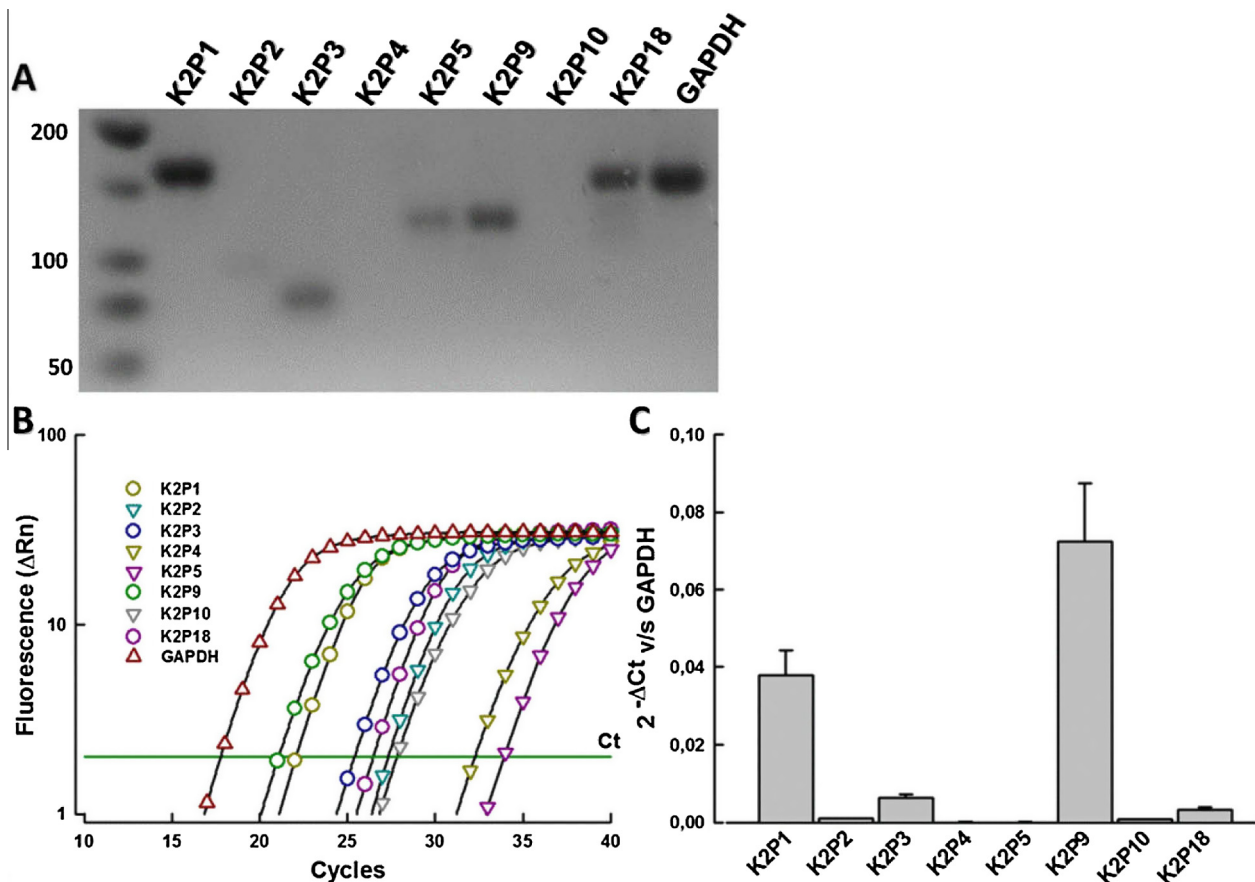 A
K2P1 K2P2 K2P3 K2P4 K2P5 K2P9 K2P10 K2P18 GAPDH
200
100
50
B
Fluorescence (ΔRn)
100
10
1
K2P1
K2P2
K2P3
K2P4
K2P5
K2P9
K2P10
K2P18
GAPDH
Ct
10 15 20 25 30 35 40
Cycles
C
2 -ΔCt v/s GAPDH
0,10
0,08
0,06
0,04
0,02
0,00
K2P1 K2P2 K2P3 K2P4 K2P5 K2P9 K2P10 K2P18